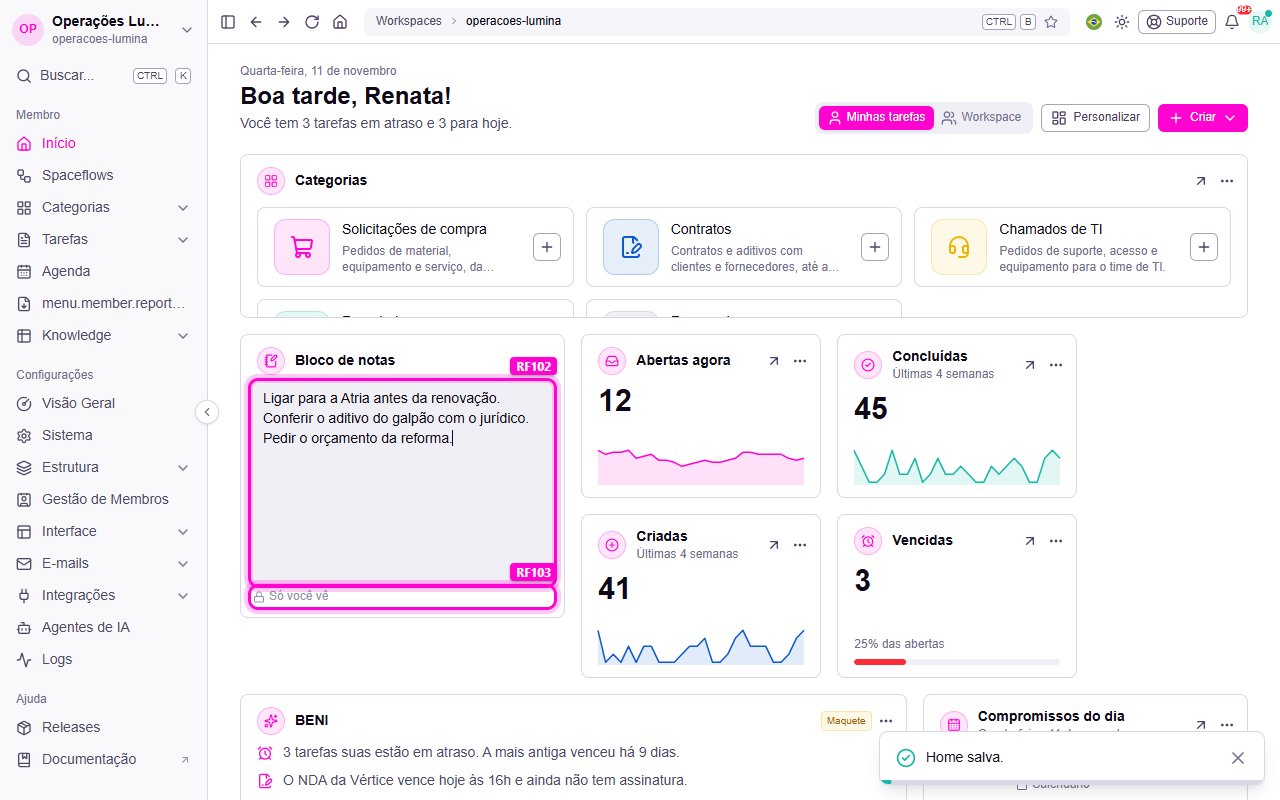 OP
Operações Lu...
operacoes-lumina
Buscar...
CTRL K
Membro
Início
Spaceflows
Categorias
Tarefas
Agenda
menu.member.report...
Knowledge
Configurações
Visão Geral
Sistema
Estrutura
Gestão de Membros
Interface
E-mails
Integrações
Agentes de IA
Logs
Ajuda
Releases
Documentação
Workspaces > operacoes-lumina
CTRL B
Suporte
99+
RA
Quarta-feira, 11 de novembro
Boa tarde, Renata!
Você tem 3 tarefas em atraso e 3 para hoje.
Minhas tarefas
Workspace
Personalizar
Criar
Categorias
Solicitações de compra
Pedidos de material,
equipamento e serviço, da...
Contratos
Contratos e aditivos com
clientes e fornecedores, até a...
Chamados de TI
Pedidos de suporte, acesso e
equipamento para o time de TI.
Bloco de notas
RF102
Ligar para a Atria antes da renovação.
Conferir o aditivo do galpão com o jurídico.
Pedir o orçamento da reforma.
RF103
Só você vê
Abertas agora
12
Concluídas
Últimas 4 semanas
45
Criadas
Últimas 4 semanas
41
Vencidas
3
25% das abertas
BENI
Maquete
3 tarefas suas estão em atraso. A mais antiga venceu há 9 dias.
O NDA da Vértice vence hoje às 16h e ainda não tem assinatura.
Compromissos do dia
Home salva.
Calendário